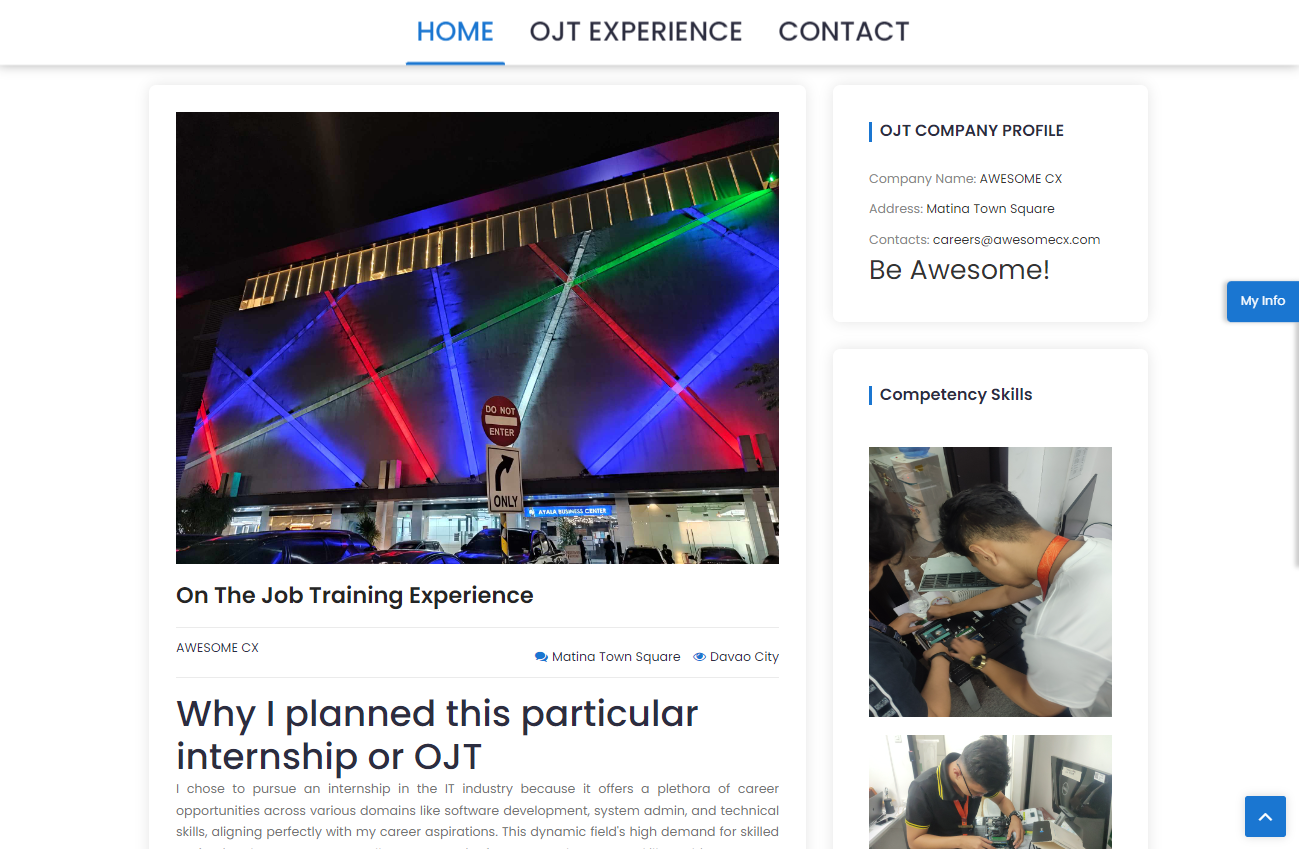 HOME OJT EXPERIENCE CONTACT
DO NOT
ENTER
ONLY
AYALA BUSINESS CENTER
On The Job Training Experience
AWESOME CX
Matina Town Square Davao City
Why I planned this particular
internship or OJT
I chose to pursue an internship in the IT industry because it offers a plethora of career
opportunities across various domains like software development, system admin, and technical
skills, aligning perfectly with my career aspirations. This dynamic field's high demand for skilled
OJT COMPANY PROFILE
Company Name: AWESOME CX
Address: Matina Town Square
Contacts: careers@awesomecx.com
Be Awesome!
My Info
Competency Skills